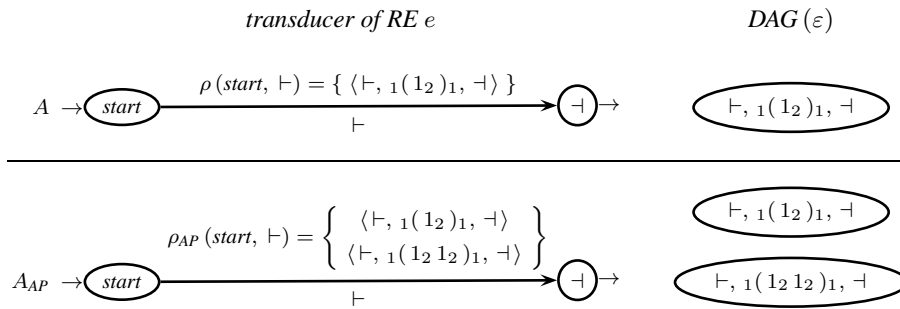 transducer of RE e DAG (ε)
ρ (start, ⊢) = { ⟨ ⊢, ₁( 1₂ )₁, ⊣ ⟩ }
A → start ⊣ → ⊢, ₁( 1₂ )₁, ⊣
⊢
⊢, ₁( 1₂ )₁, ⊣
⟨ ⊢, ₁( 1₂ )₁, ⊣ ⟩
ρ_AP (start, ⊢) = { }
⟨ ⊢, ₁( 1₂ 1₂ )₁, ⊣ ⟩
A_AP → start ⊣ → ⊢, ₁( 1₂ 1₂ )₁, ⊣
⊢